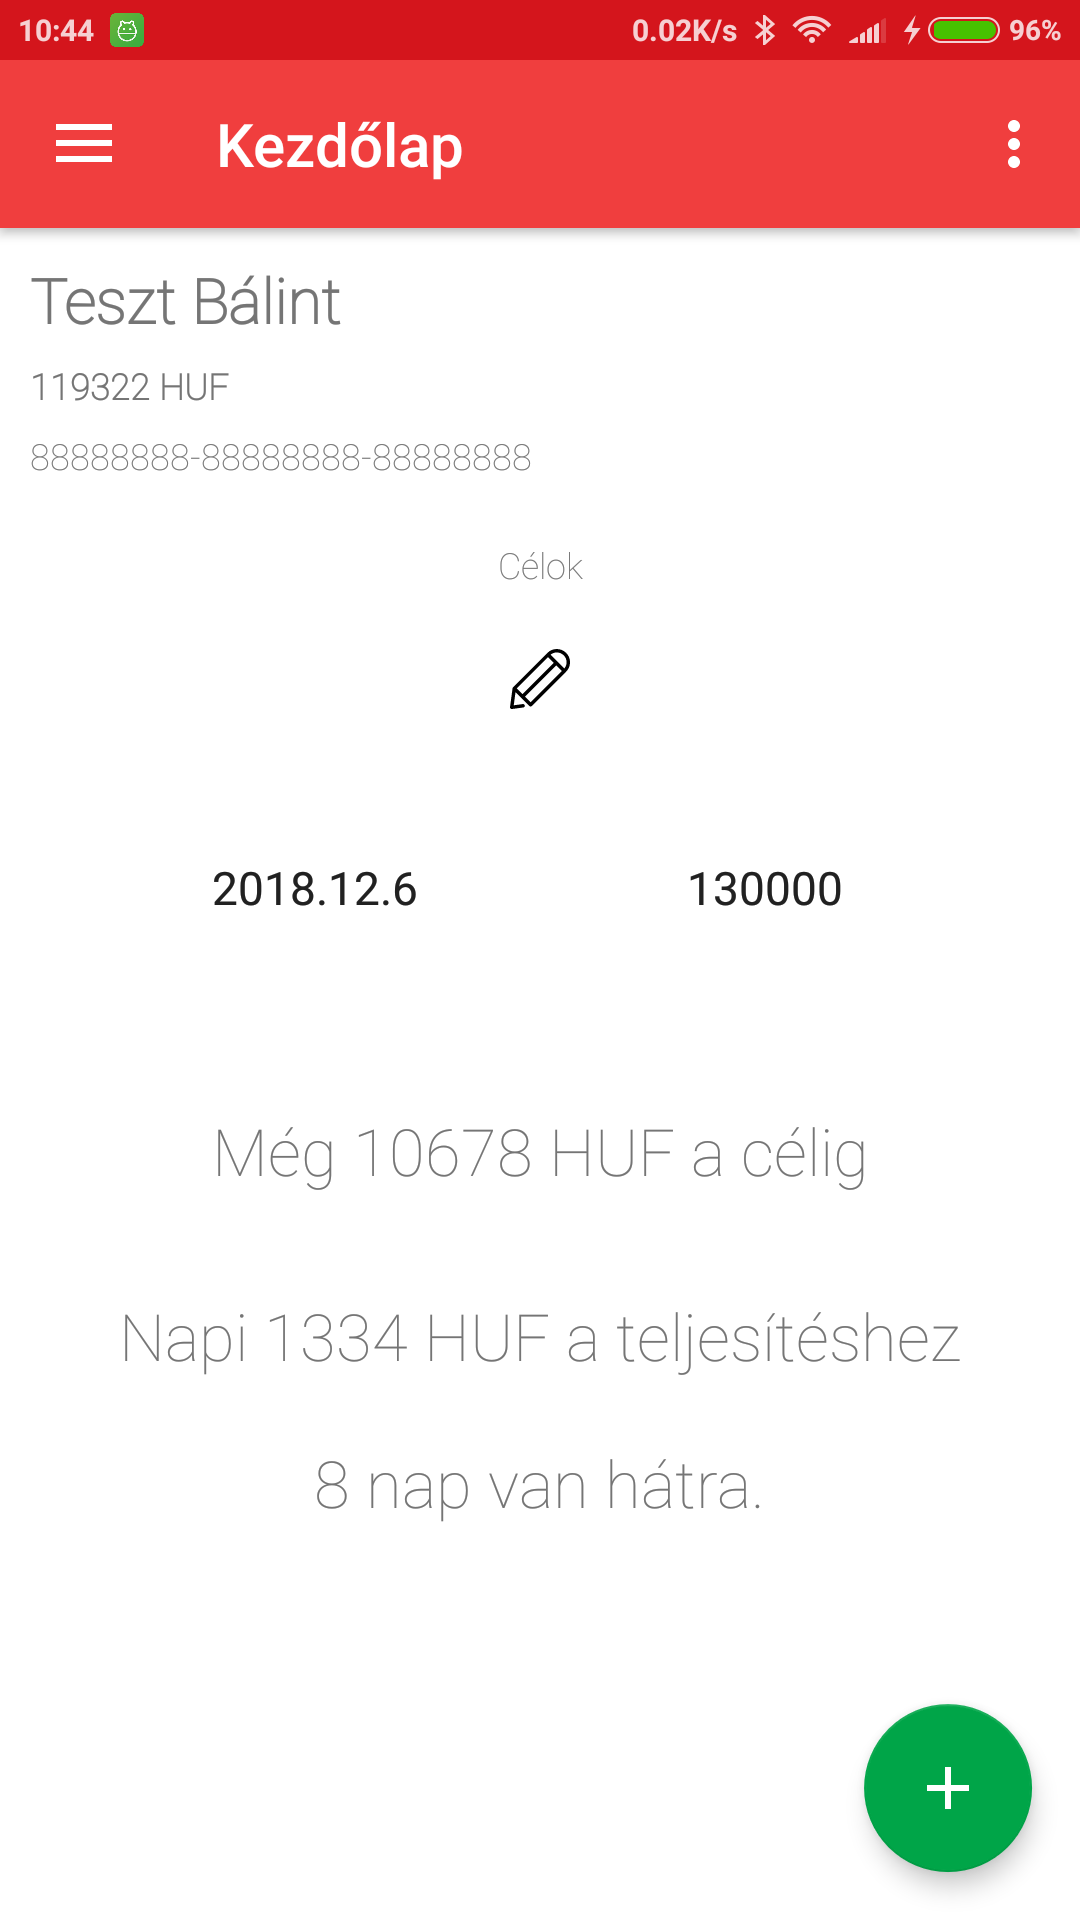 10:44 0.02K/s 96%
Kezdőlap
Teszt Bálint
119322 HUF
88888888-88888888-88888888
Célok
2018.12.6 130000
Még 10678 HUF a célig
Napi 1334 HUF a teljesítéshez
8 nap van hátra.